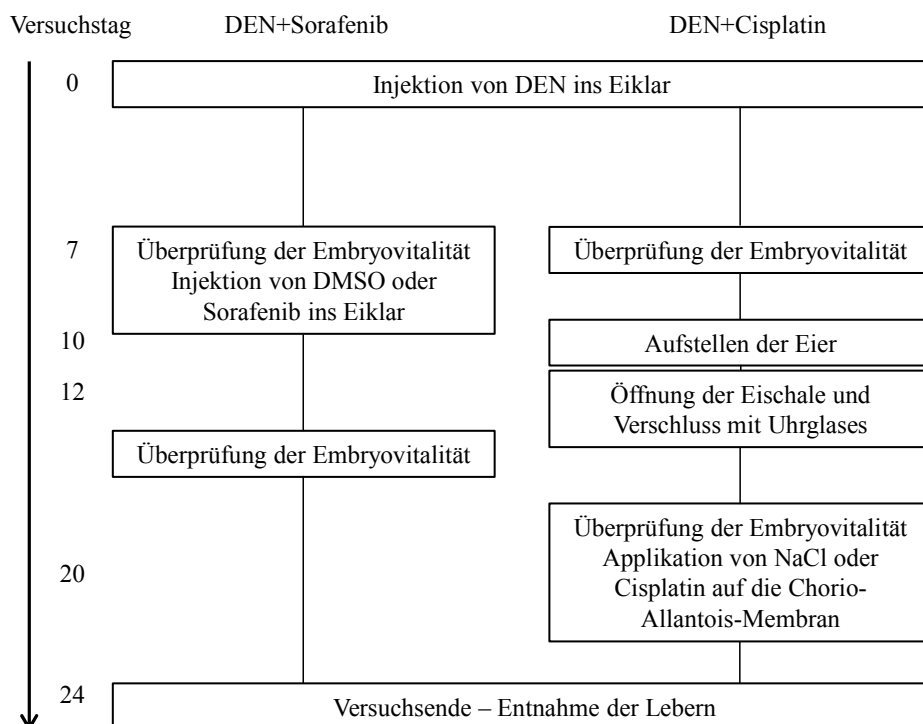 Versuchstag DEN+Sorafenib DEN+Cisplatin
0 Injektion von DEN ins Eiklar
7 Überprüfung der Embryovitalität
Injektion von DMSO oder
Sorafenib ins Eiklar
Überprüfung der Embryovitalität
10 Aufstellen der Eier
12 Öffnung der Eischale und
Verschluss mit Uhrglases
Überprüfung der Embryovitalität
20 Überprüfung der Embryovitalität
Applikation von NaCl oder
Cisplatin auf die Chorio-
Allantois-Membran
24 Versuchsende – Entnahme der Lebern